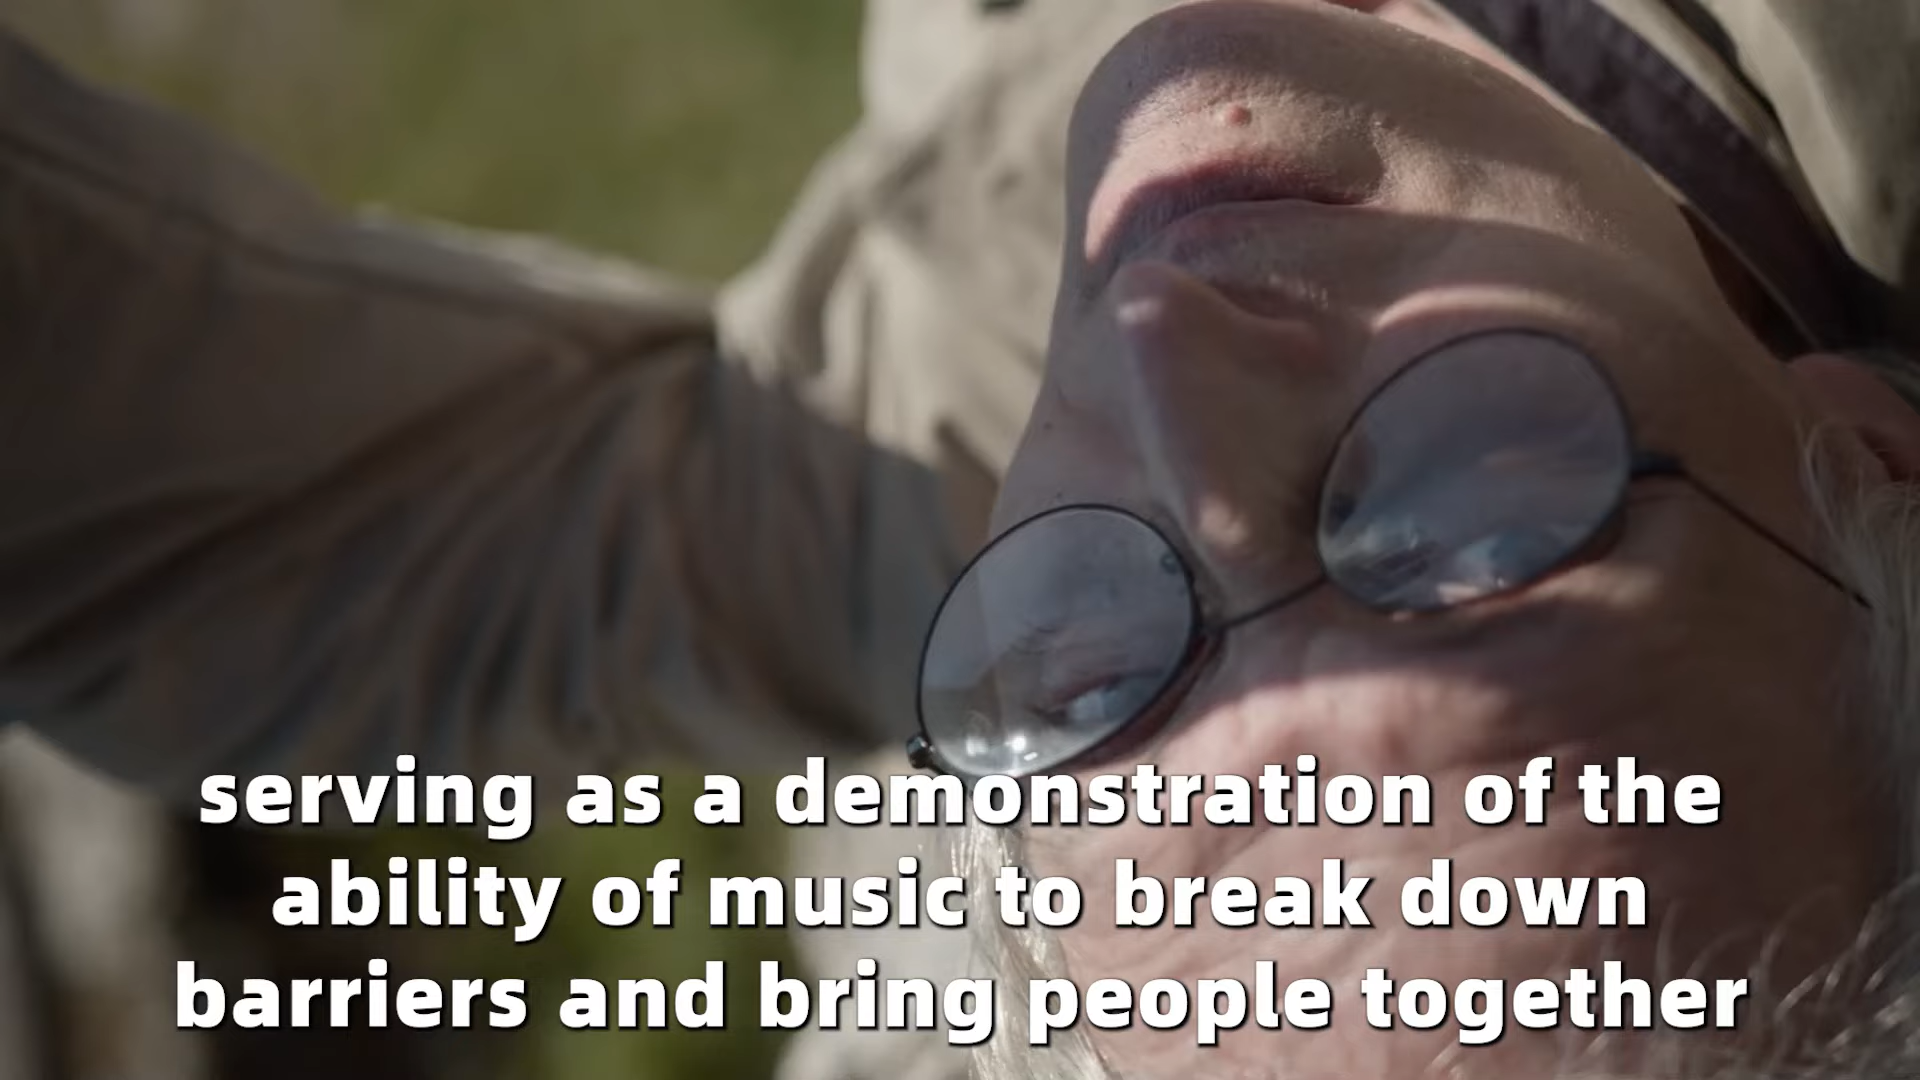 serving as a demonstration of the
ability of music to break down
barriers and bring people together